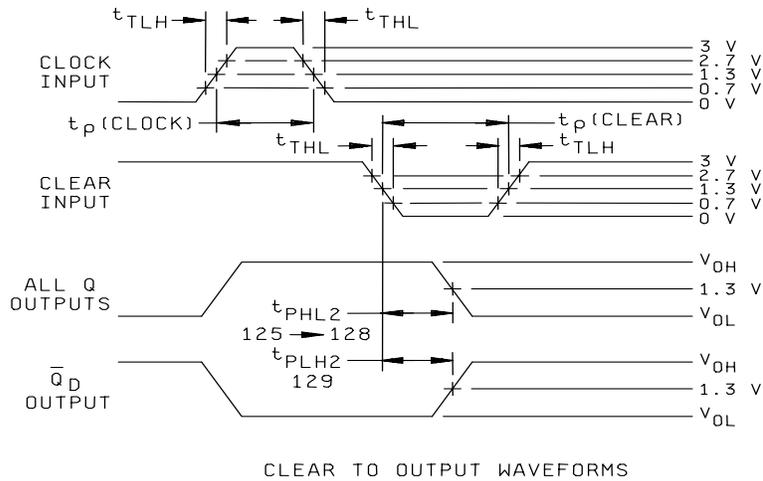 tTLH
tTHL
CLOCK
INPUT
3 V
2.7 V
1.3 V
0.7 V
0 V
tp(CLOCK)
tp(CLEAR)
tTHL
tTLH
CLEAR
INPUT
3 V
2.7 V
1.3 V
0.7 V
0 V
ALL Q
OUTPUTS
VOH
1.3 V
VOL
tPHL2
125 → 128
tPLH2
129
Q̅D
OUTPUT
VOH
1.3 V
VOL
CLEAR TO OUTPUT WAVEFORMS